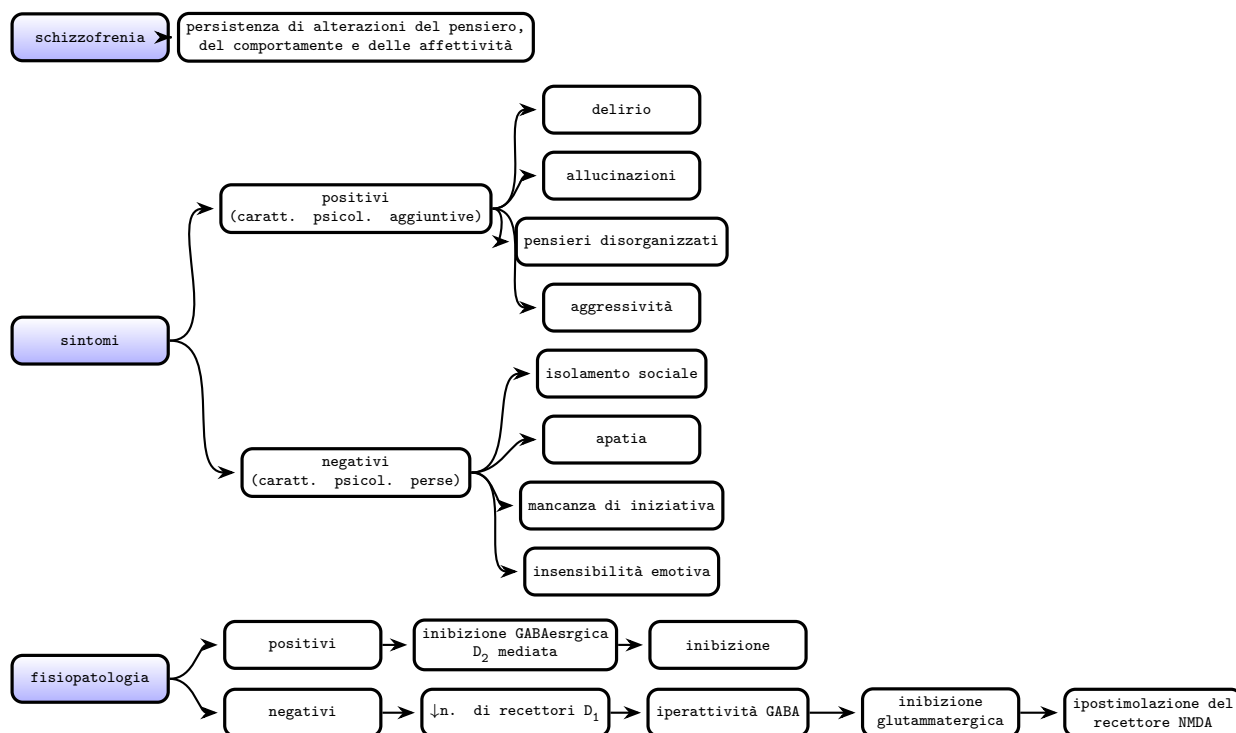 schizzofrenia
persistenza di alterazioni del pensiero,
del comportamente e delle affettività
sintomi
positivi
(caratt. psicol. aggiuntive)
delirio
allucinazioni
pensieri disorganizzati
aggressività
negativi
(caratt. psicol. perse)
isolamento sociale
apatia
mancanza di iniziativa
insensibilità emotiva
fisiopatologia
positivi
inibizione GABAesrgica
D₂ mediata
inibizione
negativi
↓n. di recettori D₁
iperattività GABA
inibizione
glutammatergica
ipostimolazione del
recettore NMDA